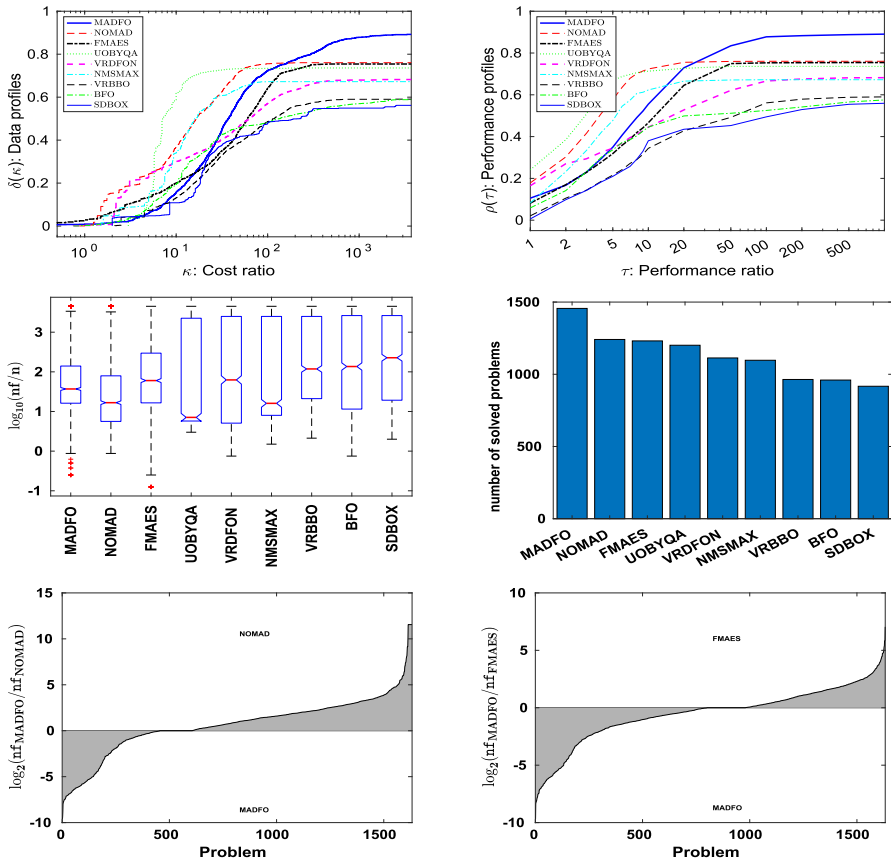 δ(κ): Data profiles
0.8
0.6
0.4
0.2
0
MADFO
NOMAD
FMAES
UOBYQA
VRDFON
NMSMAX
VRBBO
BFO
SDBOX
10^0
10^1
10^2
10^3
κ: Cost ratio
ρ(τ): Performance profiles
1
0.8
0.6
0.4
0.2
0
MADFO
NOMAD
FMAES
UOBYQA
VRDFON
NMSMAX
VRBBO
BFO
SDBOX
1
2
5
10
20
50
100
200
500
τ: Performance ratio
log10(nf/n)
3
2
1
0
-1
MADFO
NOMAD
FMAES
UOBYQA
VRDFON
NMSMAX
VRBBO
BFO
SDBOX
number of solved problems
1500
1000
500
0
MADFO
NOMAD
FMAES
UOBYQA
VRDFON
NMSMAX
VRBBO
BFO
SDBOX
log2(nfMADFO/nfNOMAD)
15
10
5
0
-5
-10
NOMAD
MADFO
0
500
1000
1500
Problem
log2(nfMADFO/nfFMAES)
10
5
0
-5
-10
FMAES
MADFO
0
500
1000
1500
Problem